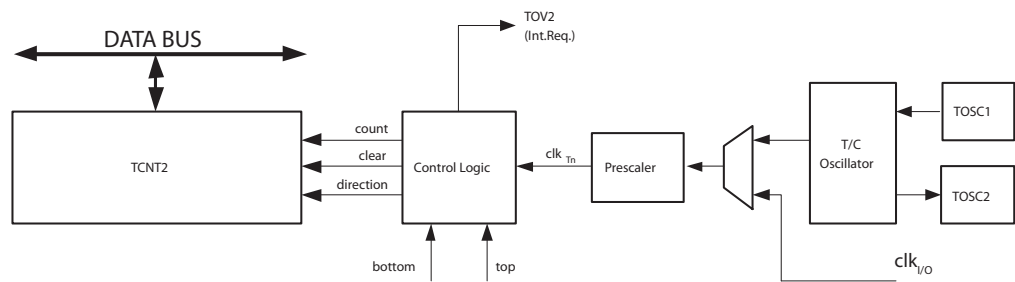 TOV2
(Int.Req.)
DATA BUS
TCNT2
count
clear
direction
Control Logic
clk Tn
Prescaler
T/C
Oscillator
TOSC1
TOSC2
bottom
top
clkI/O